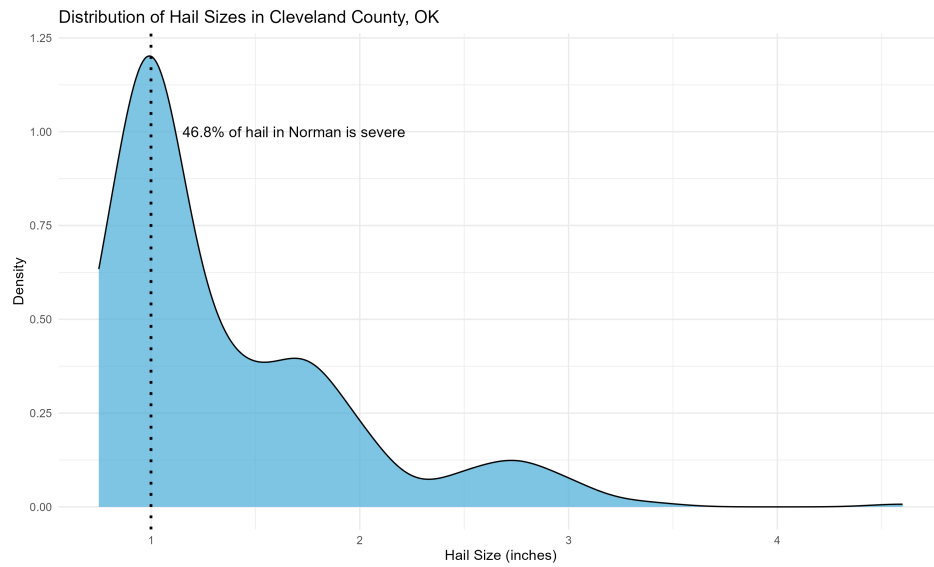 Distribution of Hail Sizes in Cleveland County, OK
1.25
1.00
0.75
0.50
0.25
0.00
Density
46.8% of hail in Norman is severe
1 2 3 4
Hail Size (inches)